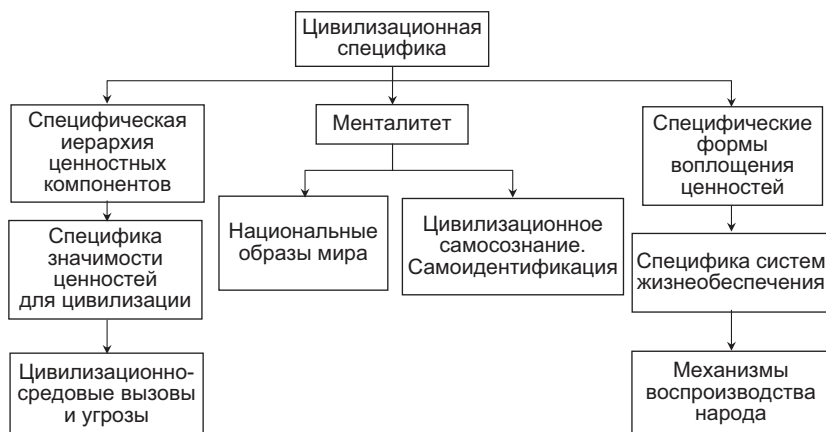 Цивилизационная
специфика
Специфическая
иерархия
ценностных
компонентов
Менталитет
Специфические
формы
воплощения
ценностей
Национальные
образы мира
Цивилизационное
самосознание.
Самоидентификация
Специфика
значимости
ценностей
для цивилизации
Специфика систем
жизнеобеспечения
Цивилизационно-
средовые вызовы
и угрозы
Механизмы
воспроизводства
народа